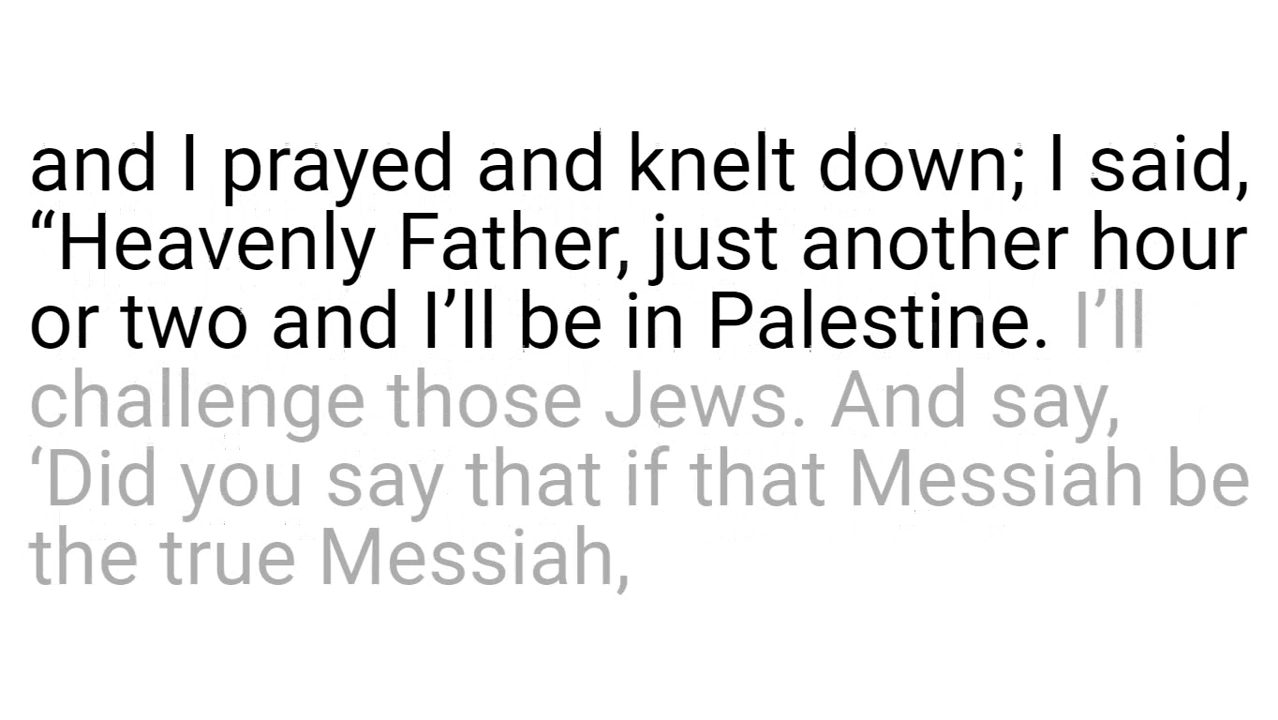 and I prayed and knelt down; I said,
“Heavenly Father, just another hour
or two and I’ll be in Palestine. I’ll
challenge those Jews. And say,
‘Did you say that if that Messiah be
the true Messiah,